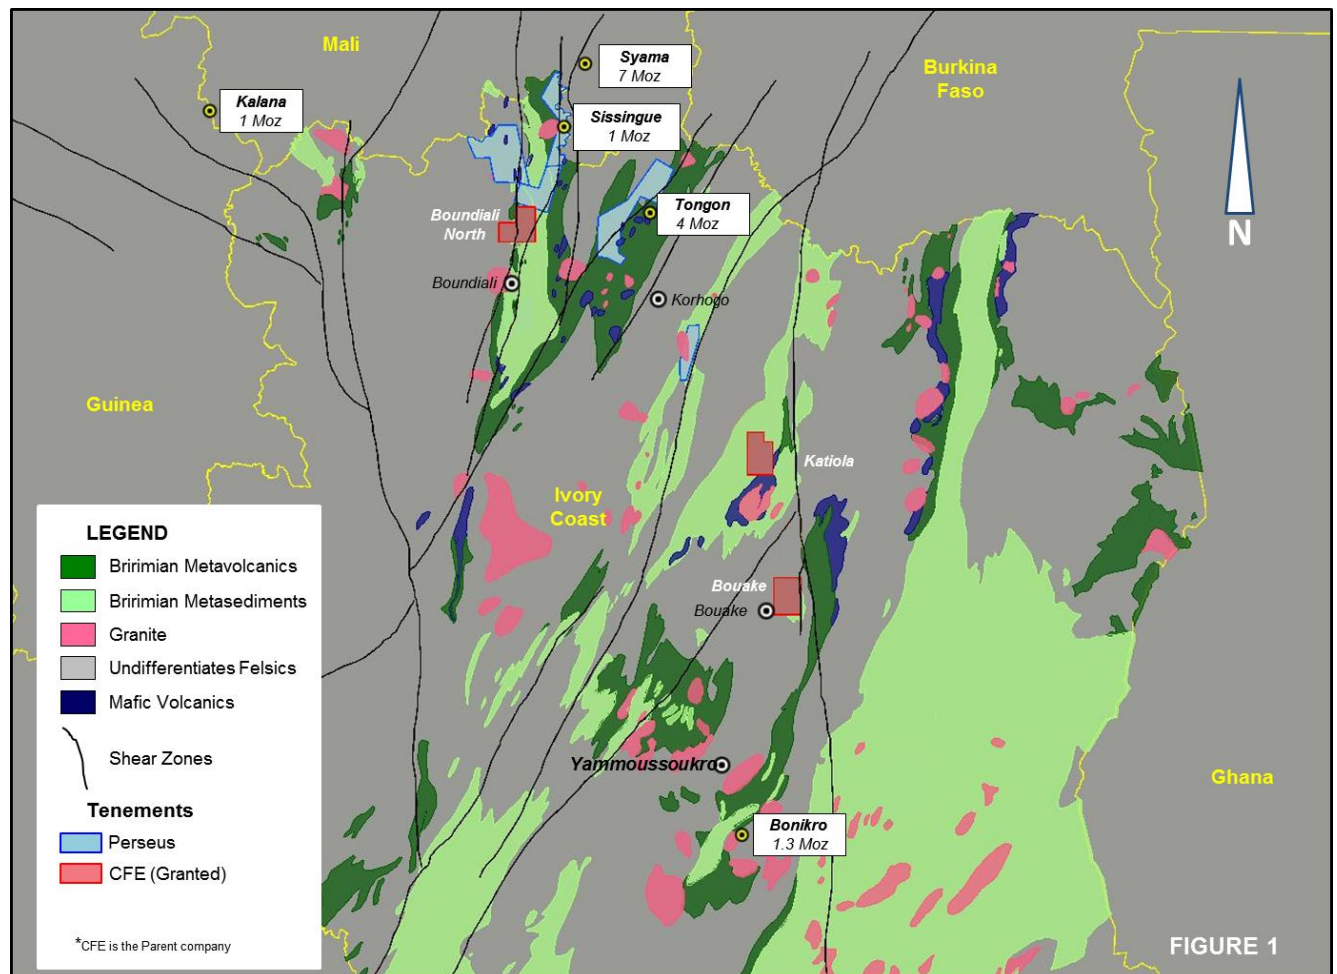 Mali
Syama
7 Moz
Burkina
Faso
Kalana
1 Moz
Sissingue
1 Moz
Boundiali
North
Tongon
4 Moz
N
Boundiali
Korhogo
Guinea
Katiola
Ivory
Coast
Bouake
Bouake
Yammoussoukro
Ghana
Bonikro
1.3 Moz
LEGEND
Bririmian Metavolcanics
Bririmian Metasediments
Granite
Undifferentiates Felsics
Mafic Volcanics
Shear Zones
Tenements
Perseus
CFE (Granted)
*CFE is the Parent company
FIGURE 1